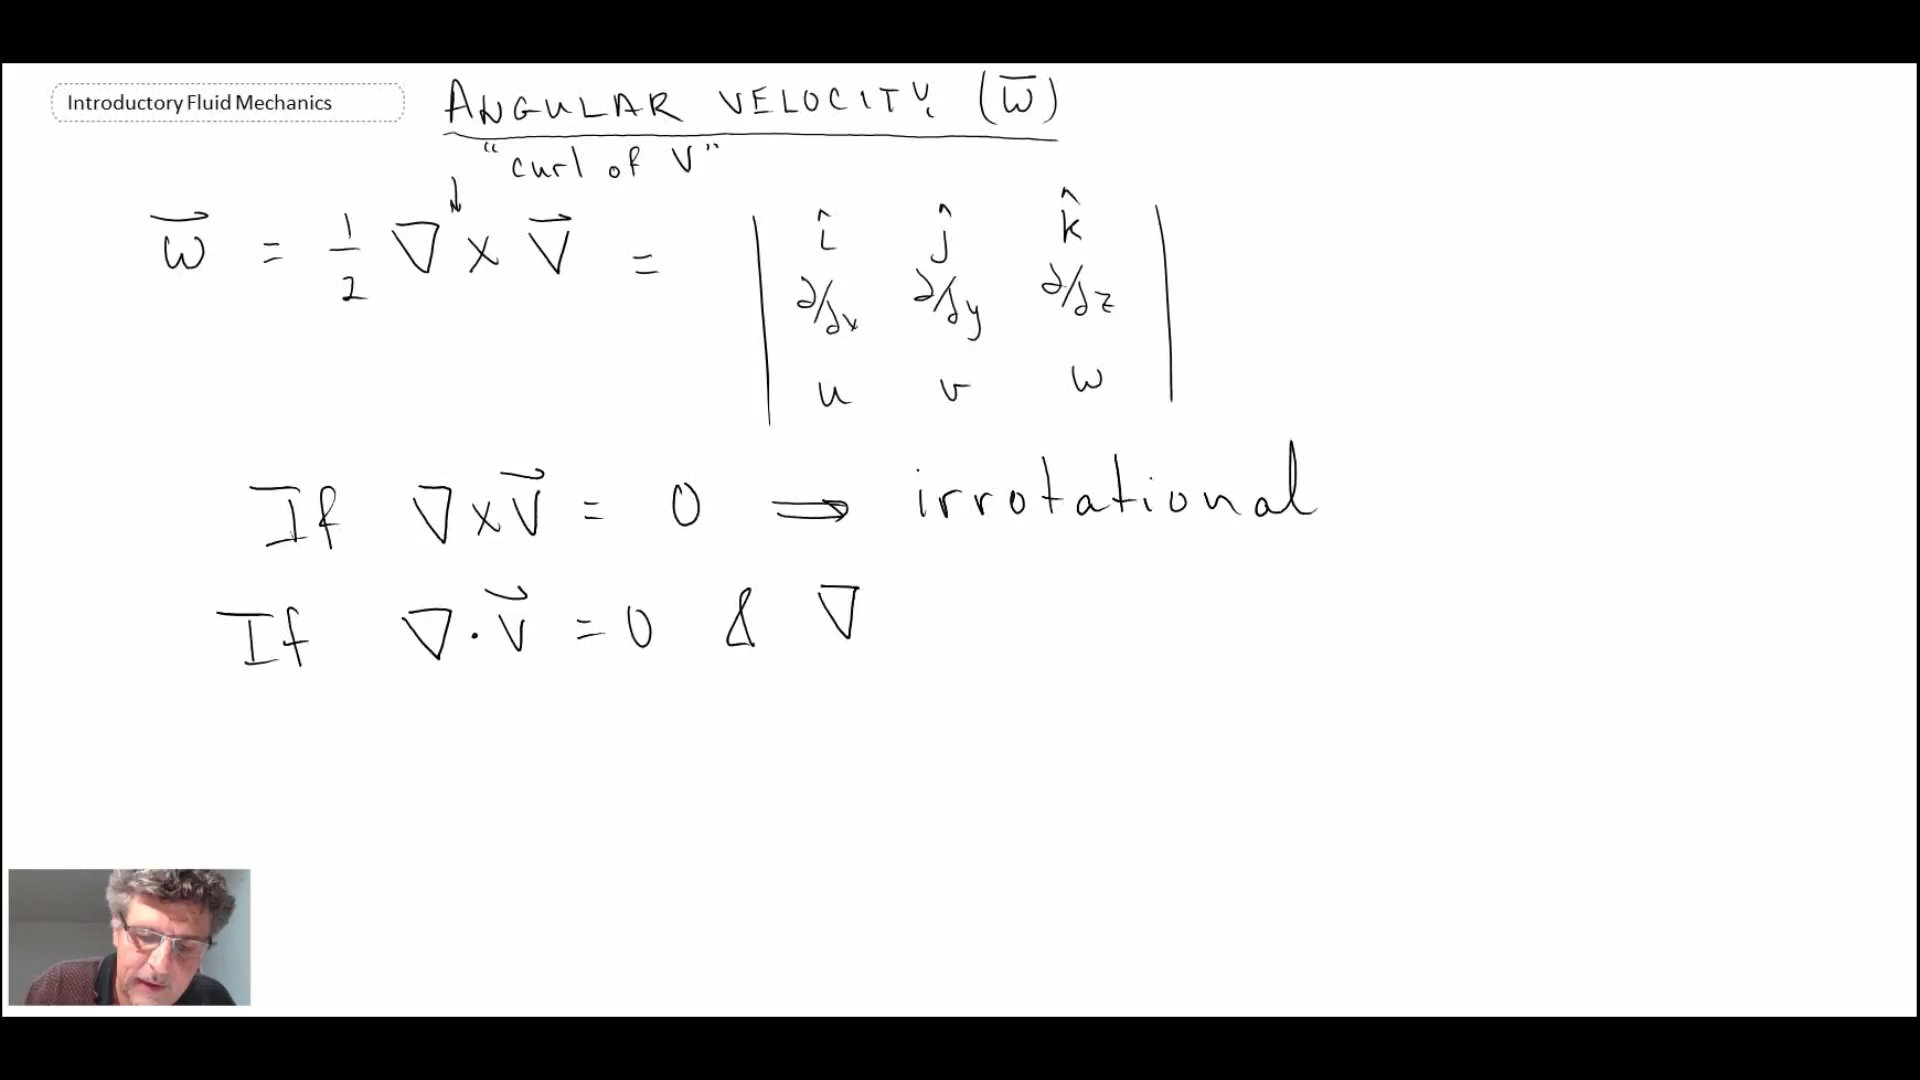 Introductory Fluid Mechanics
ANGULAR VELOCITY (ω⃗)
"curl of V"
↓
ω⃗ = 1/2 ∇ × V⃗ = | î ĵ k̂ |
| ∂/∂x ∂/∂y ∂/∂z |
| u v w |
If ∇×V⃗ = 0 ⇒ irrotational
If ∇·V⃗ = 0 & ∇